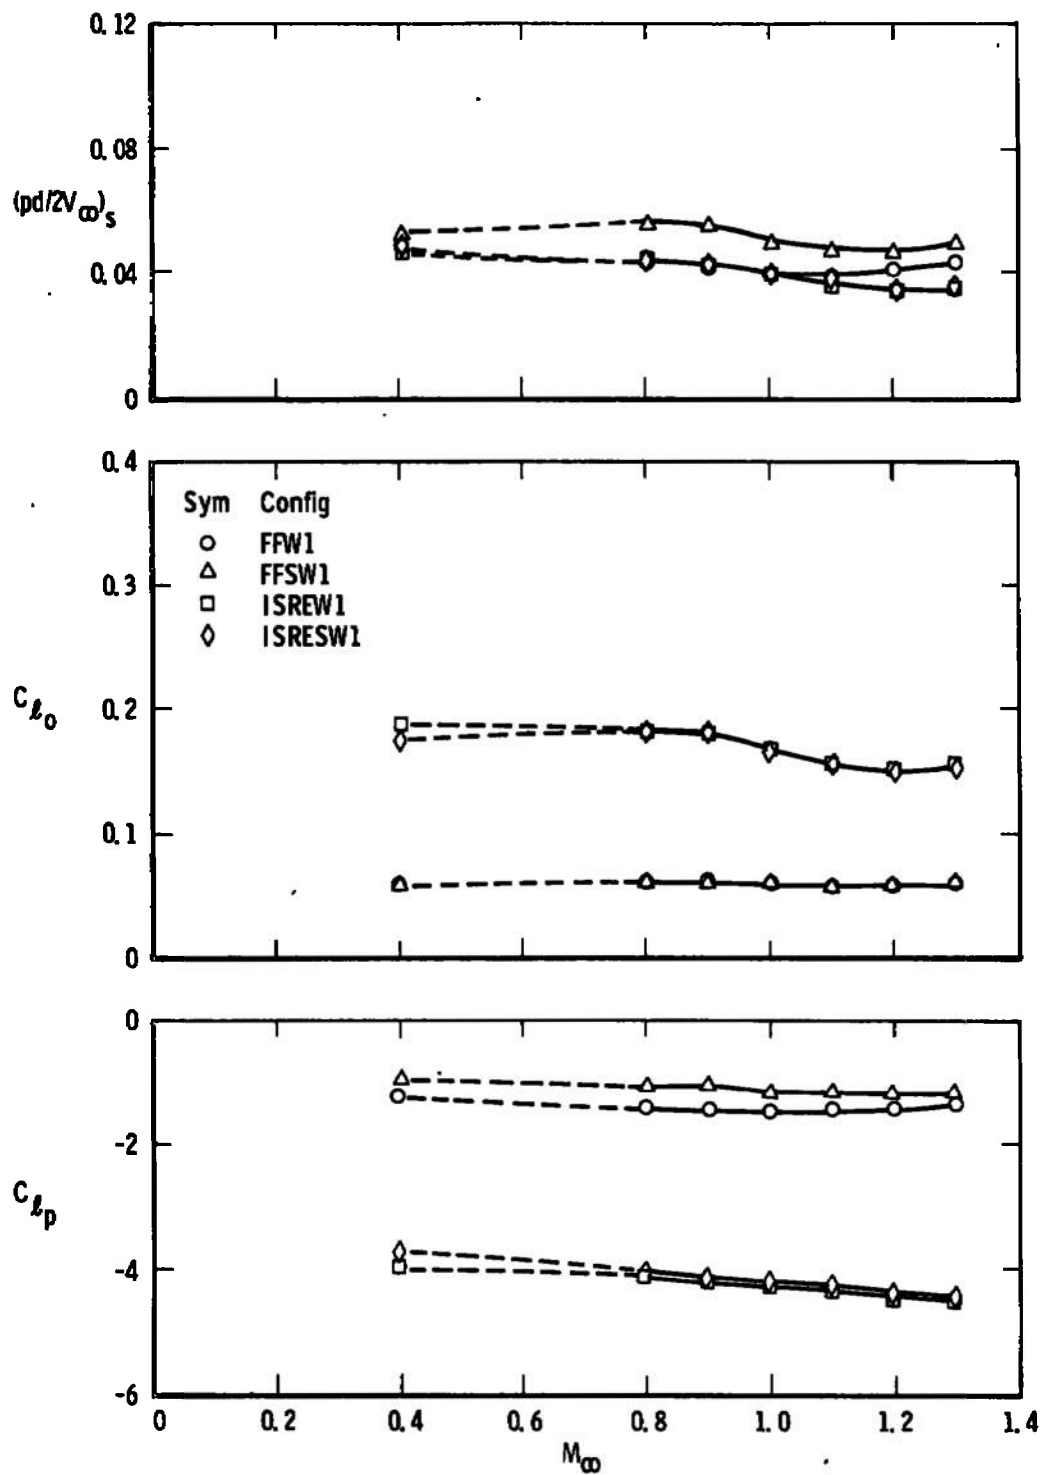 0.12
0.08
(pd/2V∞)s
0.04
0
0.4
Sym Config
FFW1
FFSW1
0.3
ISREW1
ISRESW1
Cℓo
0.2
0.1
0
0
-2
Cℓp
-4
-6
0 0.2 0.4 0.6 0.8 1.0 1.2 1.4
M∞